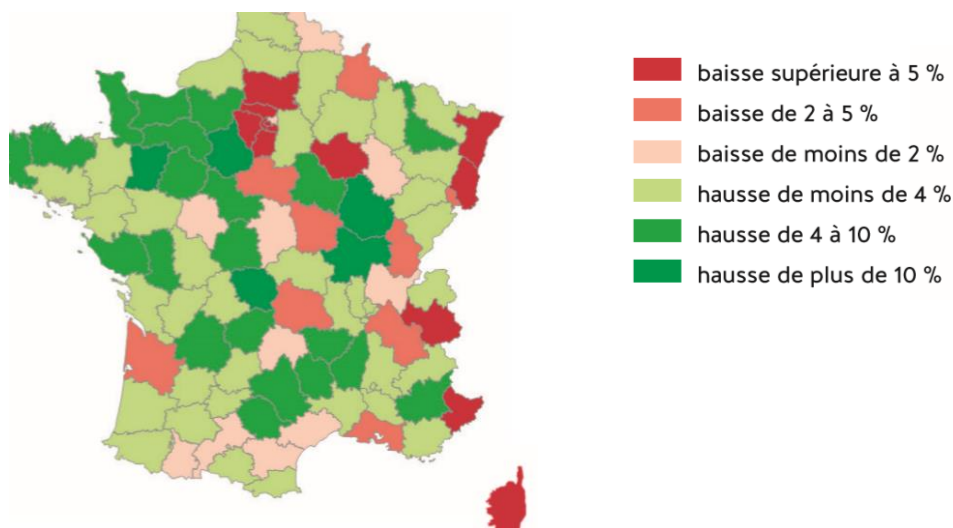 baisse supérieure à 5 %
baisse de 2 à 5 %
baisse de moins de 2 %
hausse de moins de 4 %
hausse de 4 à 10 %
hausse de plus de 10 %